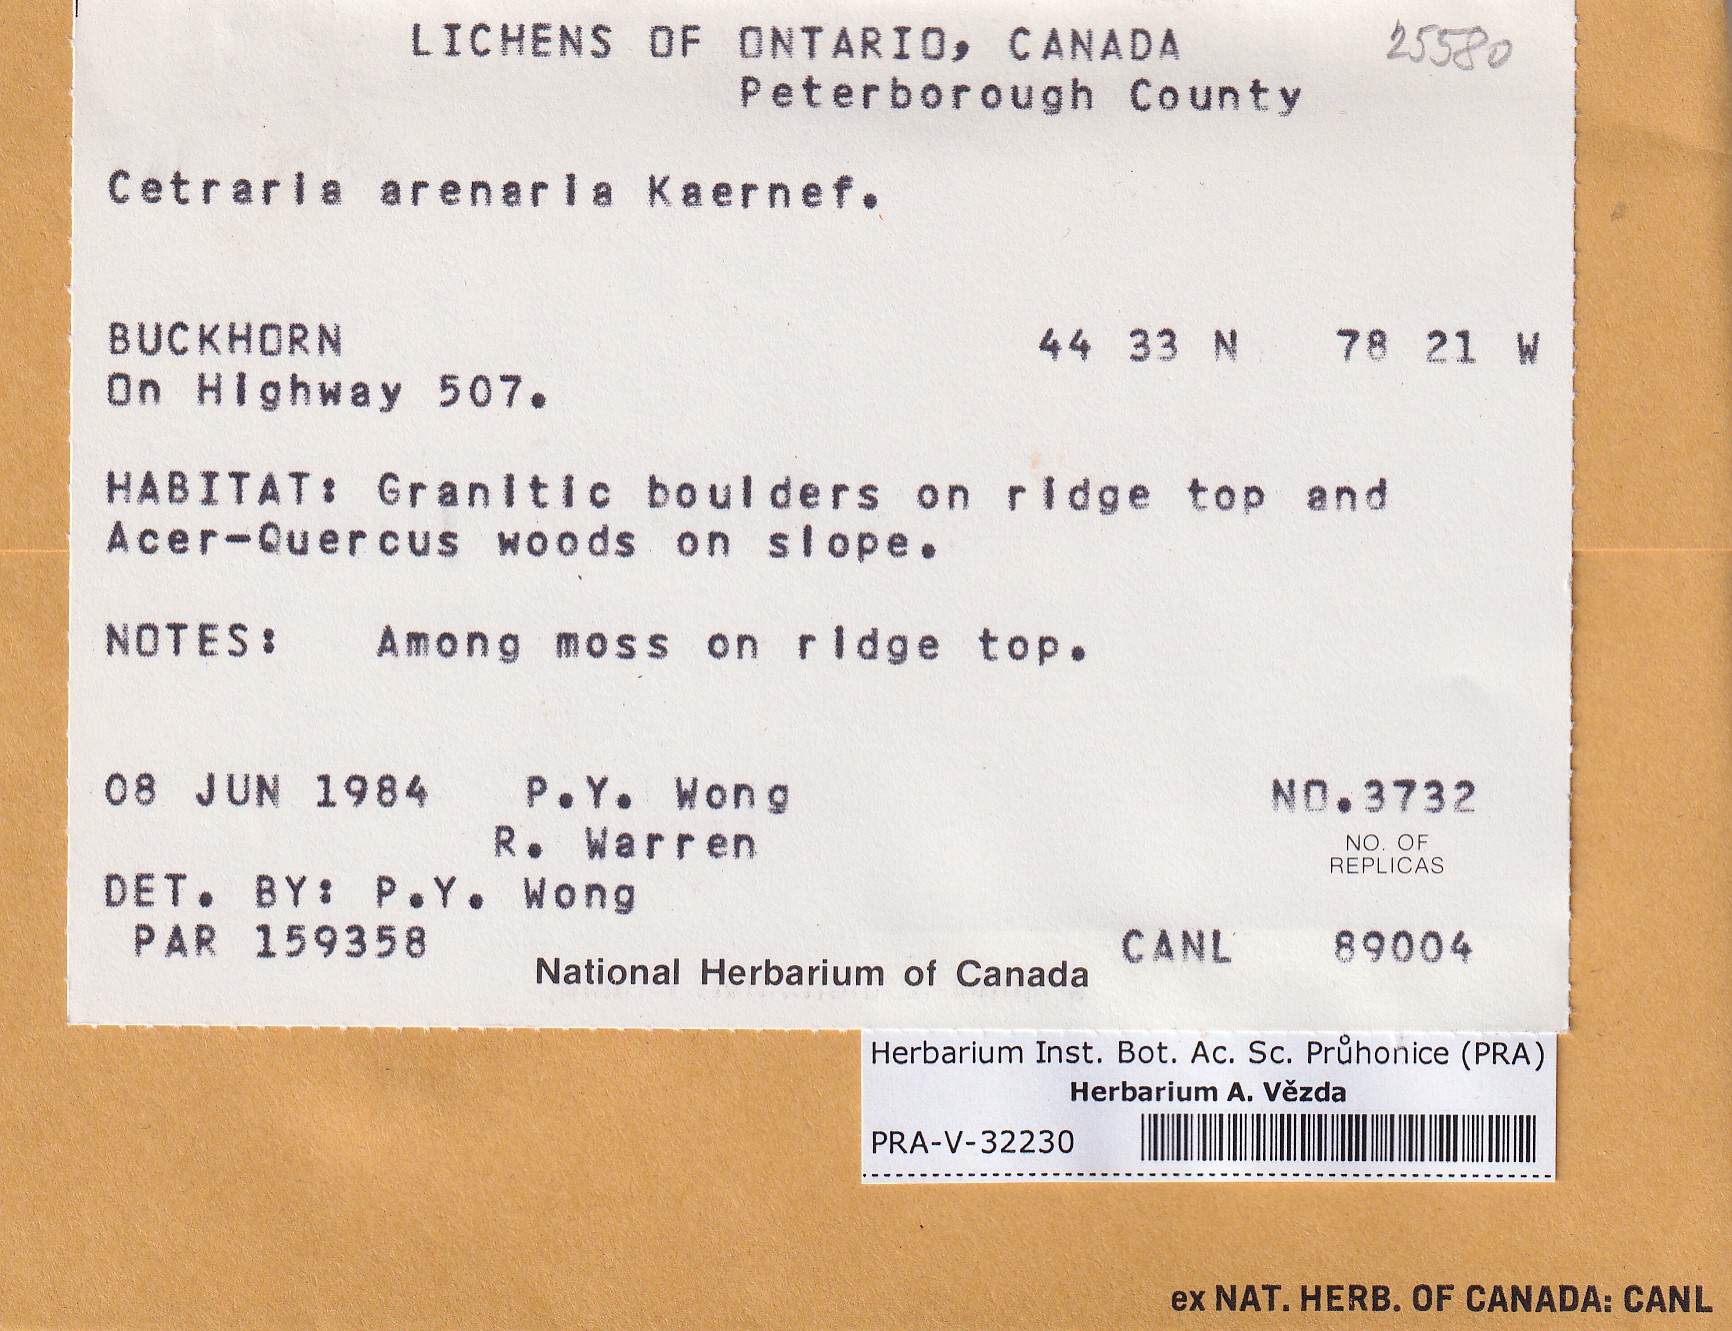 LICHENS OF ONTARIO, CANADA 25580
Peterborough County
Cetraria arenaria Kaernef.
BUCKHORN 44 33 N 78 21 W
On Highway 507.
HABITAT: Granitic boulders on ridge top and
Acer-Quercus woods on slope.
NOTES: Among moss on ridge top.
08 JUN 1984 P.Y. Wong NO.3732
R. Warren NO. OF
REPLICAS
DET. BY: P.Y. Wong
PAR 159358 CANL 89004
National Herbarium of Canada
Herbarium Inst. Bot. Ac. Sc. Průhonice (PRA)
Herbarium A. Vězda
PRA-V-32230
ex NAT. HERB. OF CANADA: CANL